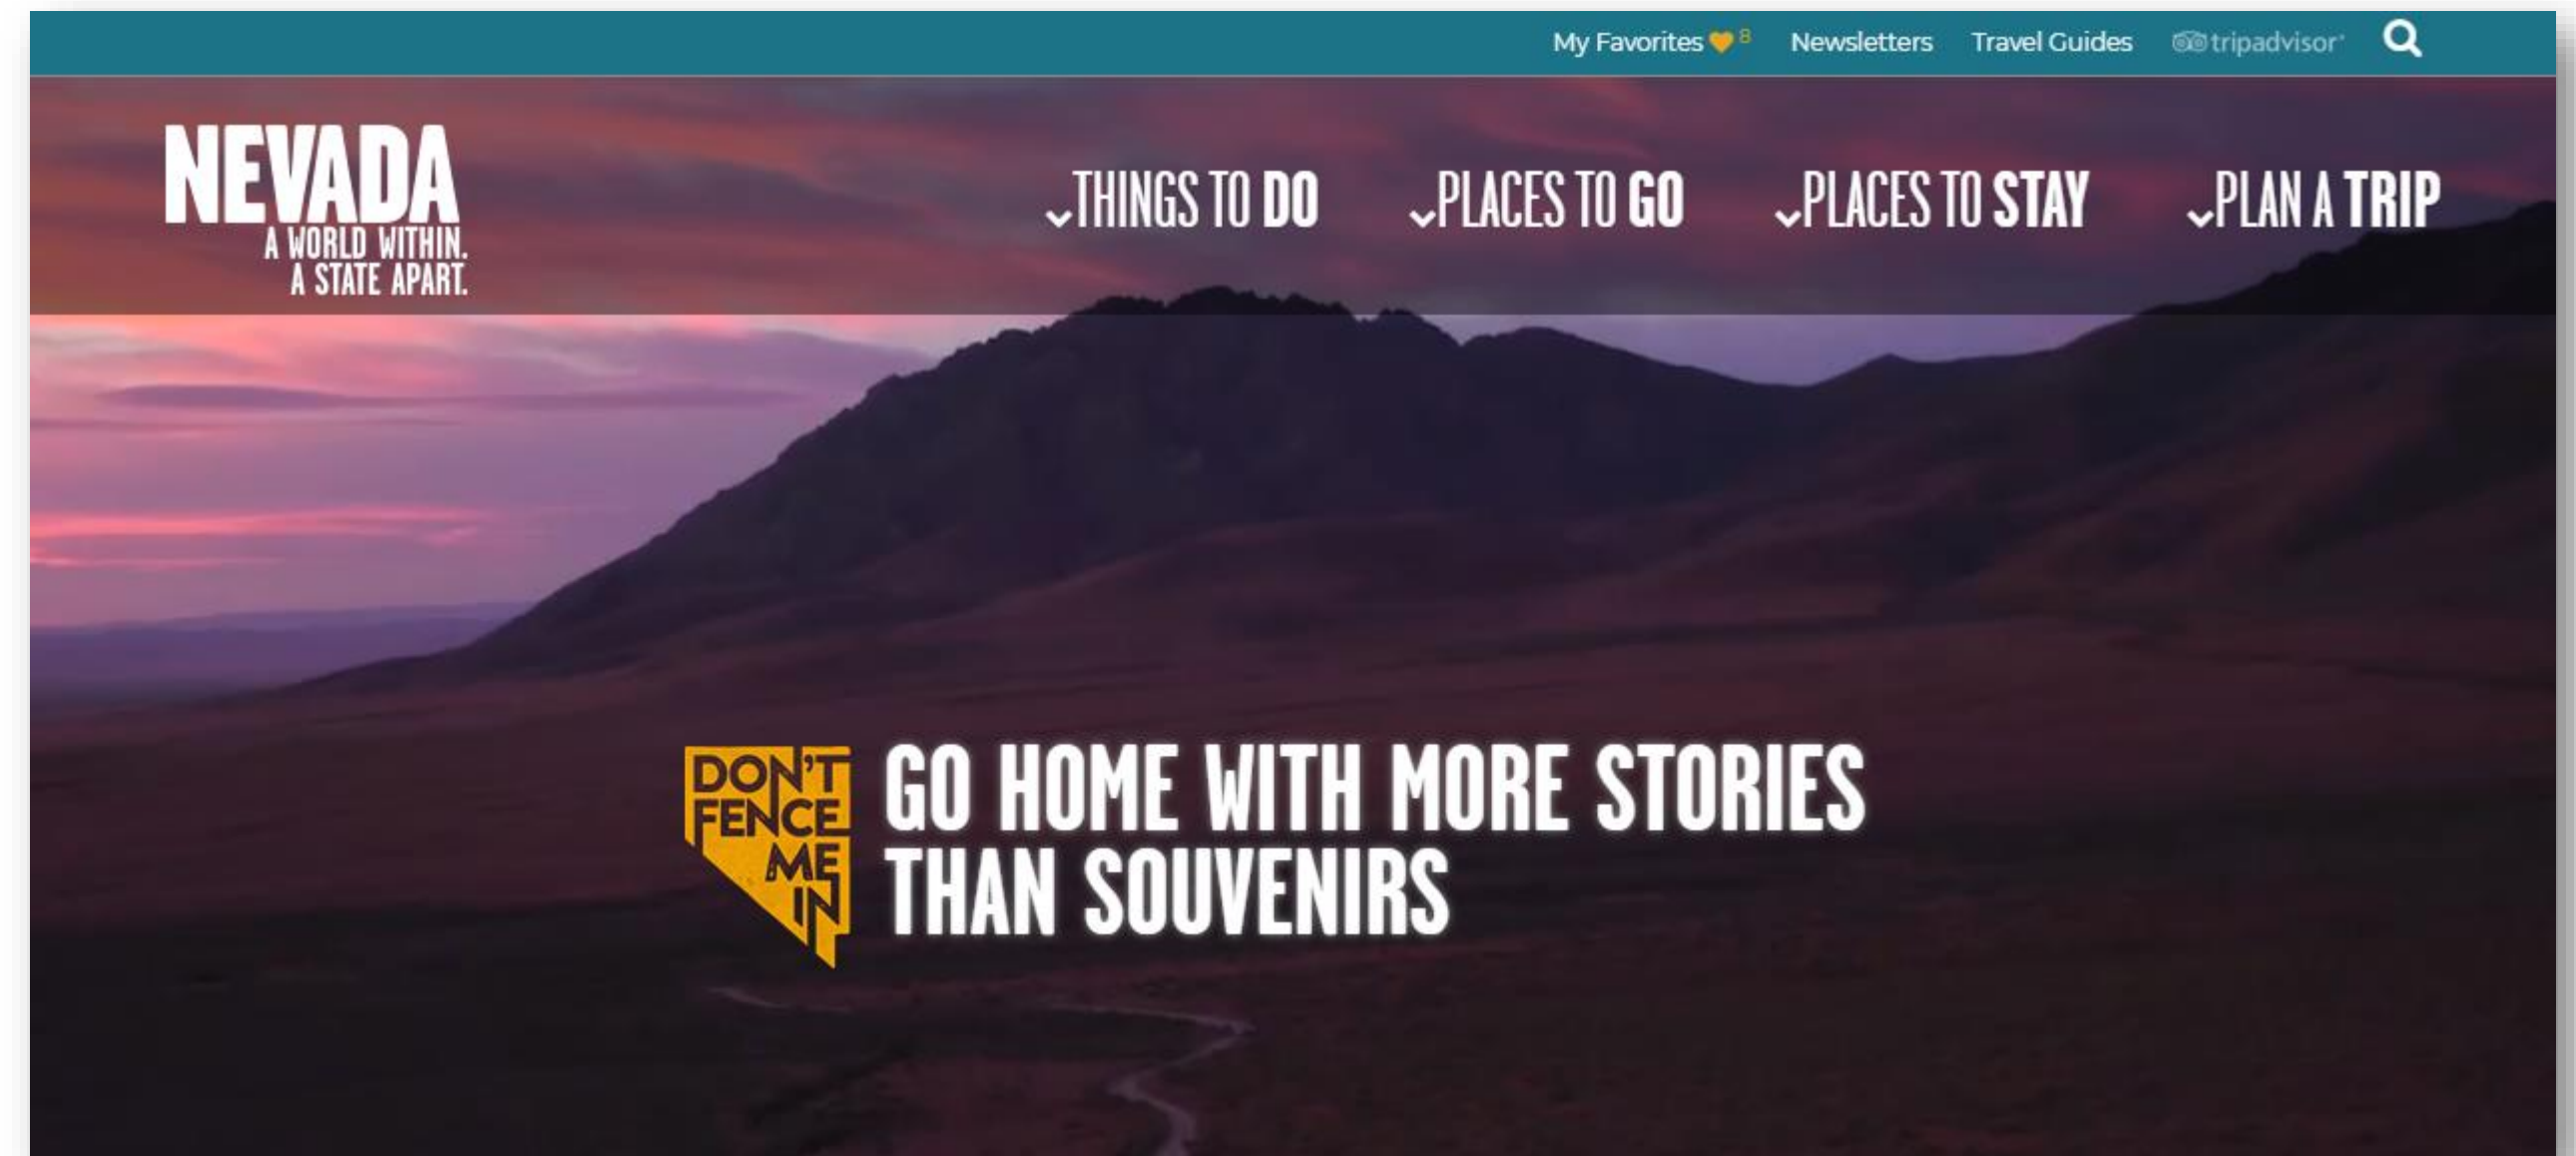 My Favorites 8 Newsletters Travel Guides tripadvisor
NEVADA
A WORLD WITHIN.
A STATE APART.
THINGS TO DO PLACES TO GO PLACES TO STAY PLAN A TRIP
DON'T
FENCE
ME
IN
GO HOME WITH MORE STORIES
THAN SOUVENIRS